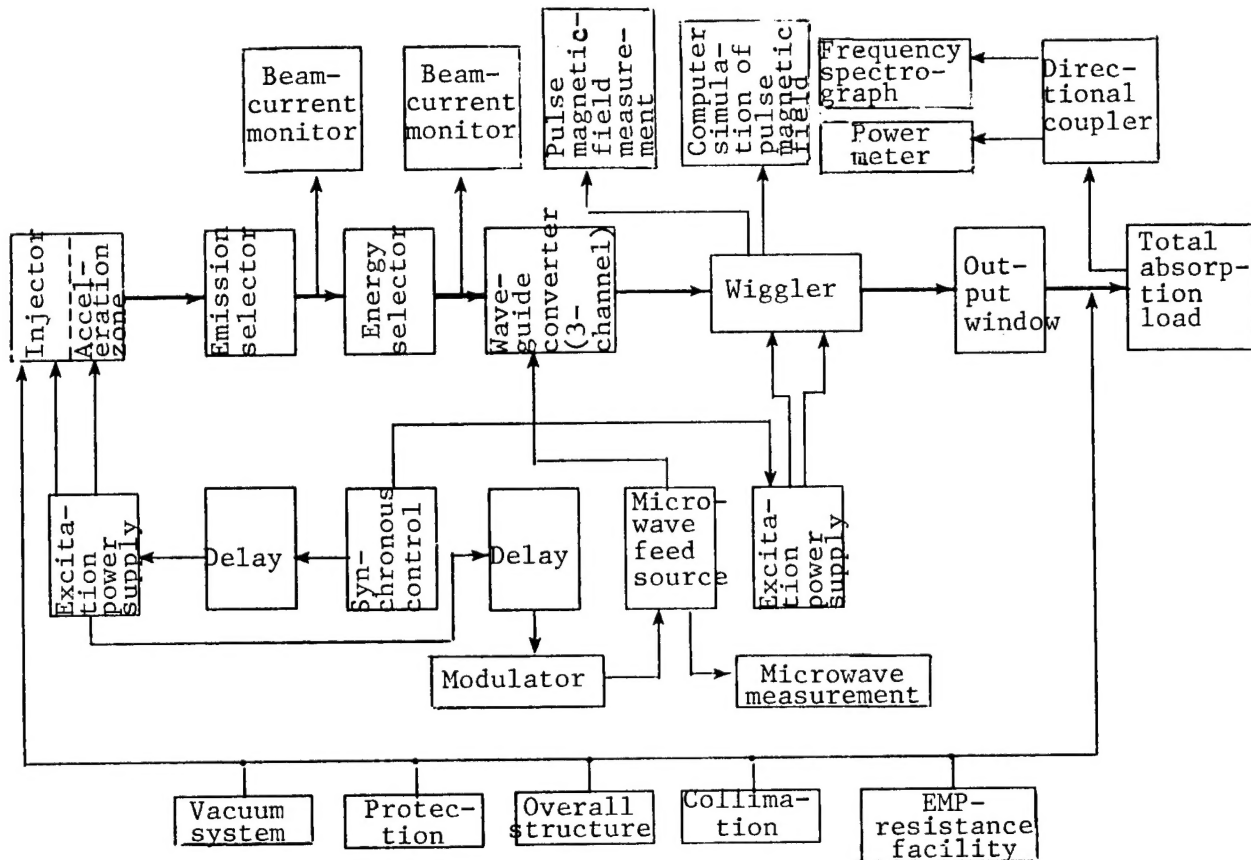 Beam-
current
monitor
Beam-
current
monitor
Pulse
magnetic-
field
measure-
ment
Computer
simula-
tion of
pulse
magnetic
field
Frequency
spectro-
graph
Power
meter
Direc-
tional
coupler
Injector
Accel-
eration
zone
Emission
selector
Energy
selector
Wave-
guide
converter
(3-
channel)
Wiggler
Out-
put
window
Total
absorp-
tion
load
Excita-
tion
power
supply
Delay
Syn-
chronous
control
Delay
Micro-
wave
feed
source
Excita-
tion
power
supply
Modulator
Microwave
measurement
Vacuum
system
Protec-
tion
Overall
structure
Collima-
tion
EMP-
resistance
facility